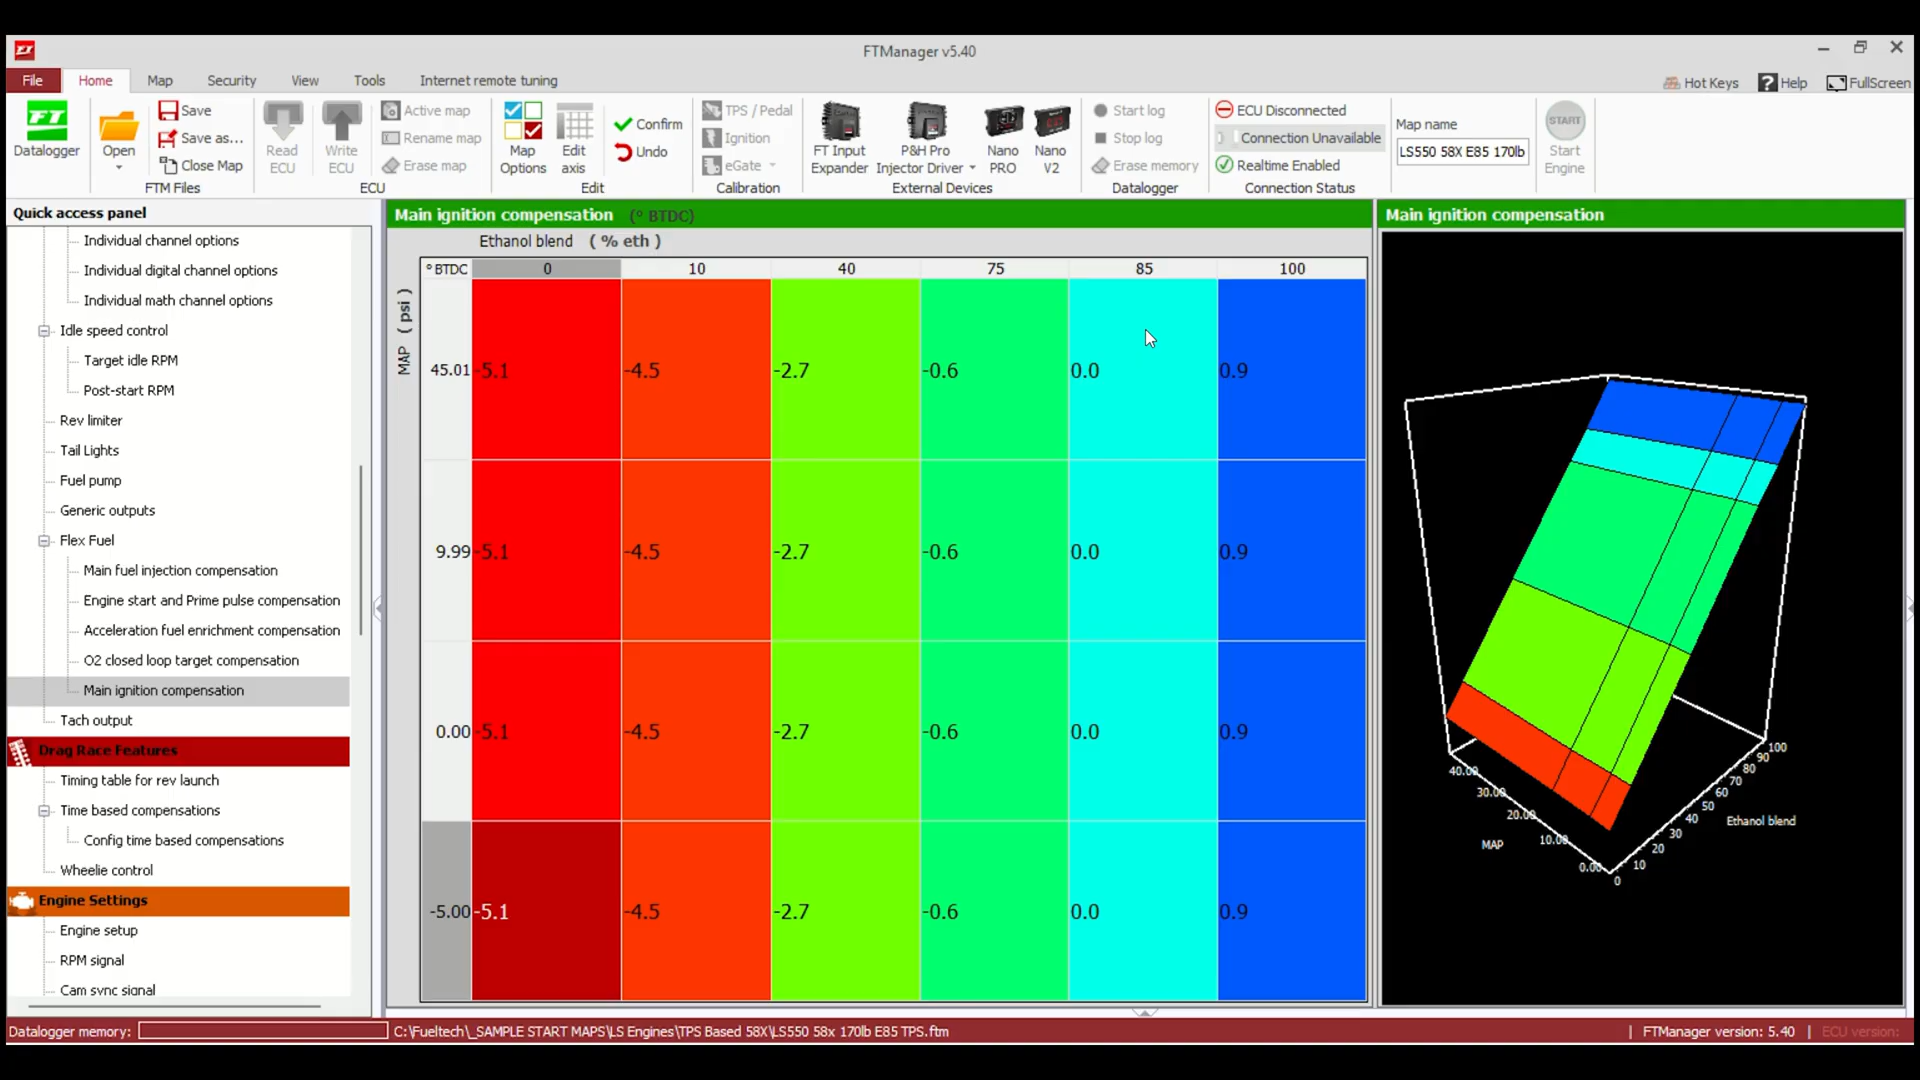 FTManager v5.40
File Home Map Security View Tools Internet remote tuning Hot Keys ? Help FullScreen
FT Datalogger
Open
Save
Save as...
Close Map
FTM Files
Read ECU
Write ECU
Active map
Rename map
Erase map
ECU
Map Options
Edit axis
Confirm
Undo
Edit
TPS / Pedal
Ignition
eGate
Calibration
FT Input Expander
P&H Pro Injector Driver
Nano PRO
Nano V2
External Devices
Start log
Stop log
Erase memory
Datalogger
ECU Disconnected
Connection Unavailable
Realtime Enabled
Connection Status
Map name
LS550 58X E85 170lb
START
Start Engine
Quick access panel
Individual channel options
Individual digital channel options
Individual math channel options
Idle speed control
Target idle RPM
Post-start RPM
Rev limiter
Tail Lights
Fuel pump
Generic outputs
Flex Fuel
Main fuel injection compensation
Engine start and Prime pulse compensation
Acceleration fuel enrichment compensation
O2 closed loop target compensation
Main ignition compensation
Tach output
Drag Race Features
Timing table for rev launch
Time based compensations
Config time based compensations
Wheelie control
Engine Settings
Engine setup
RPM signal
Cam sync signal
Main ignition compensation (° BTDC)
Ethanol blend ( % eth )
MAP ( psi )
° BTDC 0 10 40 75 85 100
45.01 -5.1 -4.5 -2.7 -0.6 0.0 0.9
9.99 -5.1 -4.5 -2.7 -0.6 0.0 0.9
0.00 -5.1 -4.5 -2.7 -0.6 0.0 0.9
-5.00 -5.1 -4.5 -2.7 -0.6 0.0 0.9
Main ignition compensation
40.00
30.00
20.00
10.00
0.00
MAP
0
10
20
30
40
50
60
70
80
90
100
Ethanol blend
Datalogger memory: C:\Fueltech\_SAMPLE START MAPS\LS Engines\TPS Based 58X\LS550 58x 170lb E85 TPS.ftm | FTManager version: 5.40 | ECU version: